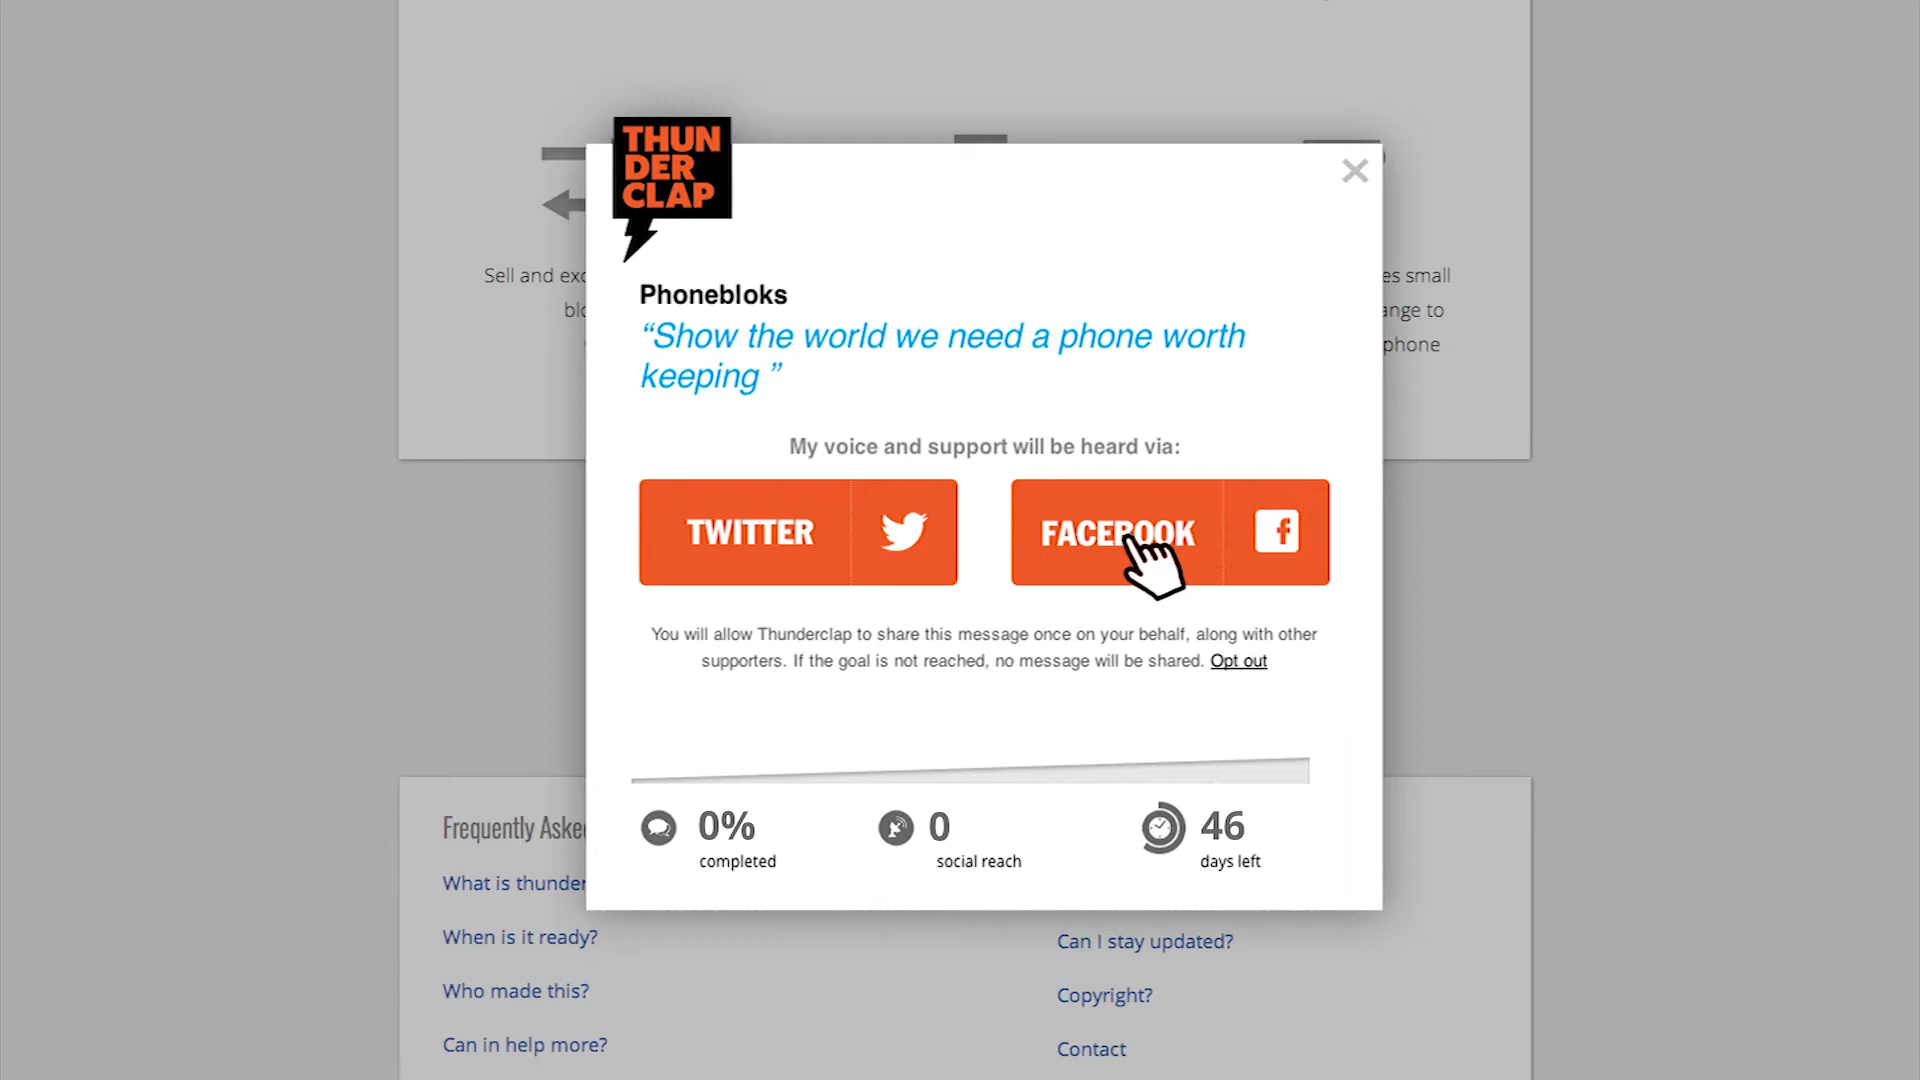 THUN
DER
CLAP
Sell and exc
es small
blo
ange to
phone
Phonebloks
“Show the world we need a phone worth
keeping ”
My voice and support will be heard via:
TWITTER
FACEBOOK
You will allow Thunderclap to share this message once on your behalf, along with other
supporters. If the goal is not reached, no message will be shared. Opt out
0%
completed
0
social reach
46
days left
Frequently Aske
What is thunder
When is it ready?
Who made this?
Can in help more?
Can I stay updated?
Copyright?
Contact